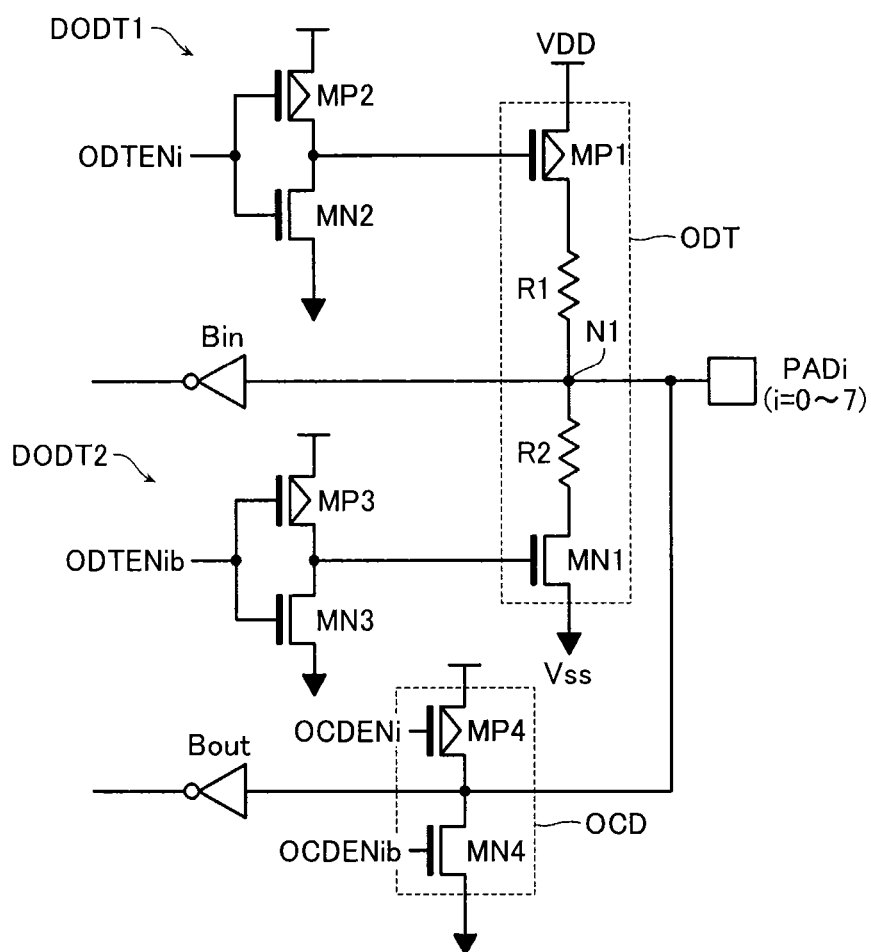 DODT1
VDD
MP2
ODTENi
MP1
MN2
ODT
R1
Bin
N1
PADi
(i=0～7)
R2
DODT2
MP3
ODTENib
MN1
MN3
Vss
OCDENi
MP4
Bout
OCD
OCDENib
MN4